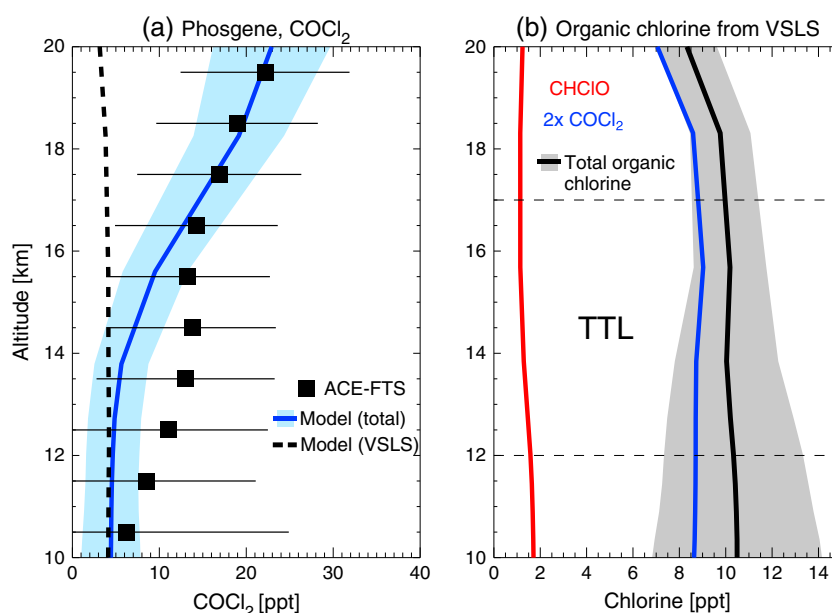 (a) Phosgene, COCl₂
20
18
16
14
12
10
Altitude [km]
ACE-FTS
Model (total)
Model (VSLS)
0 10 20 30 40
COCl₂ [ppt]
(b) Organic chlorine from VSLS
20
18
16
14
12
10
CHClO
2x COCl₂
Total organic
chlorine
TTL
0 2 4 6 8 10 12 14
Chlorine [ppt]